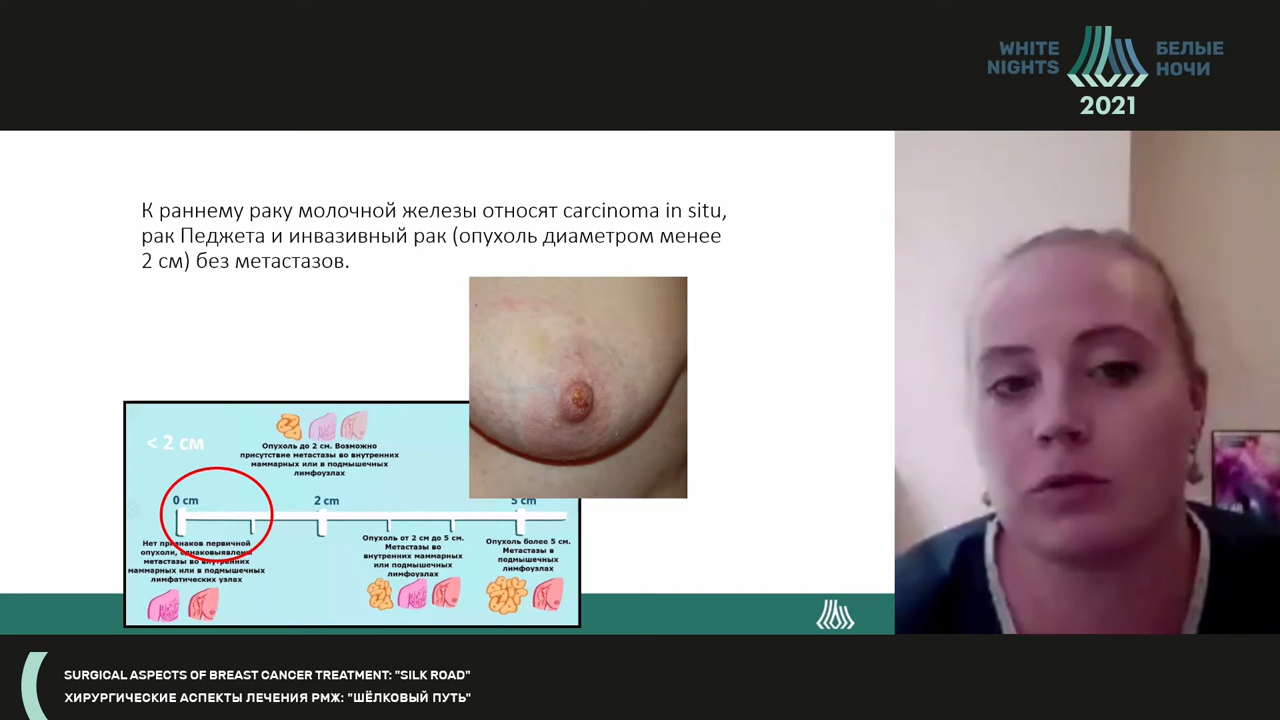 WHITE NIGHTS
БЕЛЫЕ НОЧИ
2021
К раннему раку молочной железы относят carcinoma in situ,
рак Педжета и инвазивный рак (опухоль диаметром менее
2 см) без метастазов.
< 2 см
Опухоль до 2 см. Возможно
присутствие метастазы во внутренних
маммарных или в подмышечных
лимфоузлах
0 cm
2 cm
5 cm
Нет признаков первичной
опухоли, однаковыявлены
метастазы во внутренних
маммарных или в подмышечных
лимфатических узлах
Опухоль от 2 см до 5 см.
Метастазы во
внутренних маммарных
или подмышечных
лимфоузлах
Опухоль более 5 см.
Метастазы в
подмышечных
лимфоузлах
SURGICAL ASPECTS OF BREAST CANCER TREATMENT: "SILK ROAD"
ХИРУРГИЧЕСКИЕ АСПЕКТЫ ЛЕЧЕНИЯ РМЖ: "ШЁЛКОВЫЙ ПУТЬ"